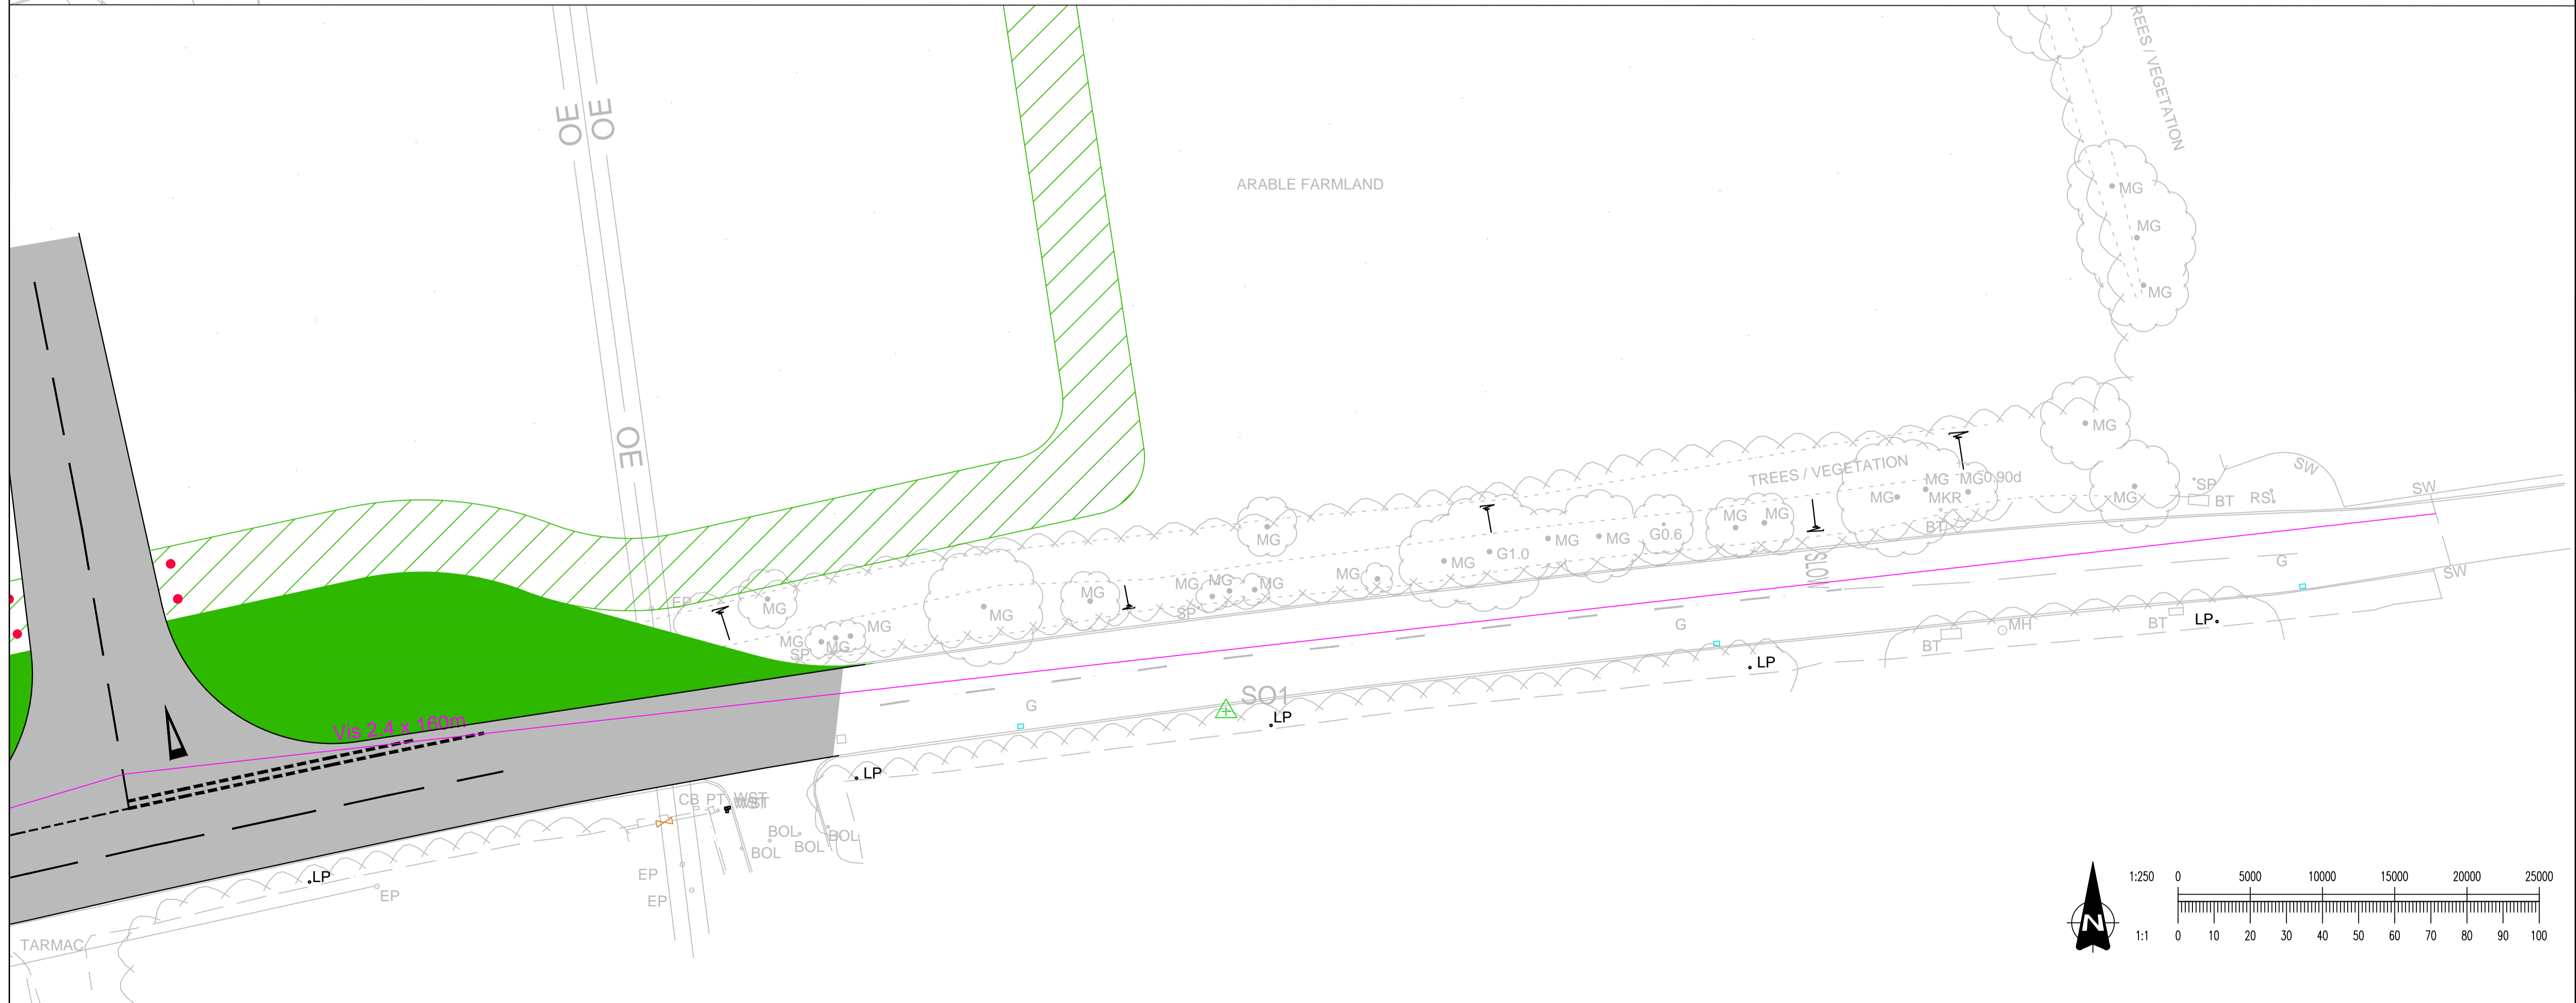 TREES / VEGETATION
OE
OE
ARABLE FARMLAND
MG
MG
MG
OE
MG
TREES / VEGETATION
MG
MG
MG
MKR
MG0.90d
BT
MG
SP
BT
RS
SW
SW
MG
MG
G0.6
MG
MG
G1.0
MG
MG
MG
MG
MG
MG
SP
MG
MG
EP
MG
MG
MG
MG
SP
SLOW
G
SW
G
LP
BT
MH
BT
LP
SO1
LP
G
Vis 2.4 x 160m
LP
CB
PT
WST
BOL
BOL
BOL
BOL
EP
EP
LP
EP
TARMAC
N
1:250
0
5000
10000
15000
20000
25000
1:1
0
10
20
30
40
50
60
70
80
90
100